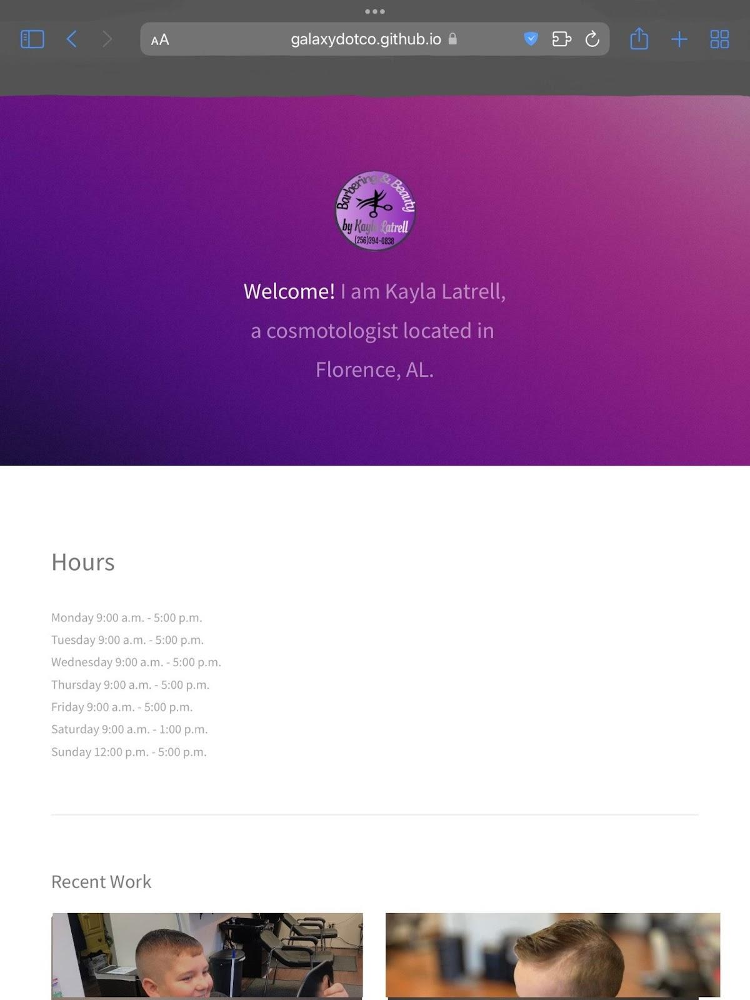 AA
galaxydotco.github.io
Barbering & Beauty
by Kayla Latrell
(256)394-0838
Welcome! I am Kayla Latrell,
a cosmotologist located in
Florence, AL.
Hours
Monday 9:00 a.m. - 5:00 p.m.
Tuesday 9:00 a.m. - 5:00 p.m.
Wednesday 9:00 a.m. - 5:00 p.m.
Thursday 9:00 a.m. - 5:00 p.m.
Friday 9:00 a.m. - 5:00 p.m.
Saturday 9:00 a.m. - 1:00 p.m.
Sunday 12:00 p.m. - 5:00 p.m.
Recent Work